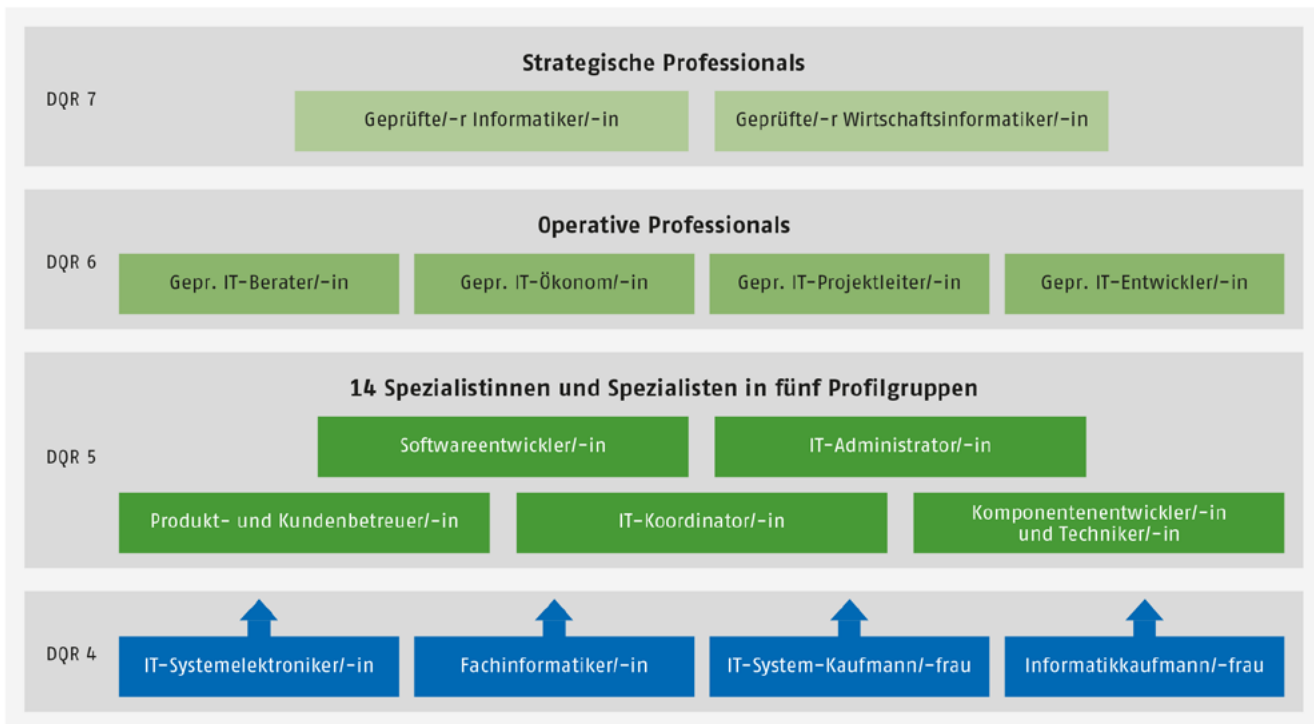 Strategische Professionals
DQR 7
Geprüfte/-r Informatiker/-in
Geprüfte/-r Wirtschaftsinformatiker/-in
Operative Professionals
DQR 6
Gepr. IT-Berater/-in
Gepr. IT-Ökonom/-in
Gepr. IT-Projektleiter/-in
Gepr. IT-Entwickler/-in
14 Spezialistinnen und Spezialisten in fünf Profilgruppen
DQR 5
Softwareentwickler/-in
IT-Administrator/-in
Produkt- und Kundenbetreuer/-in
IT-Koordinator/-in
Komponentenentwickler/-in
und Techniker/-in
DQR 4
IT-Systemelektroniker/-in
Fachinformatiker/-in
IT-System-Kaufmann/-frau
Informatikkaufmann/-frau